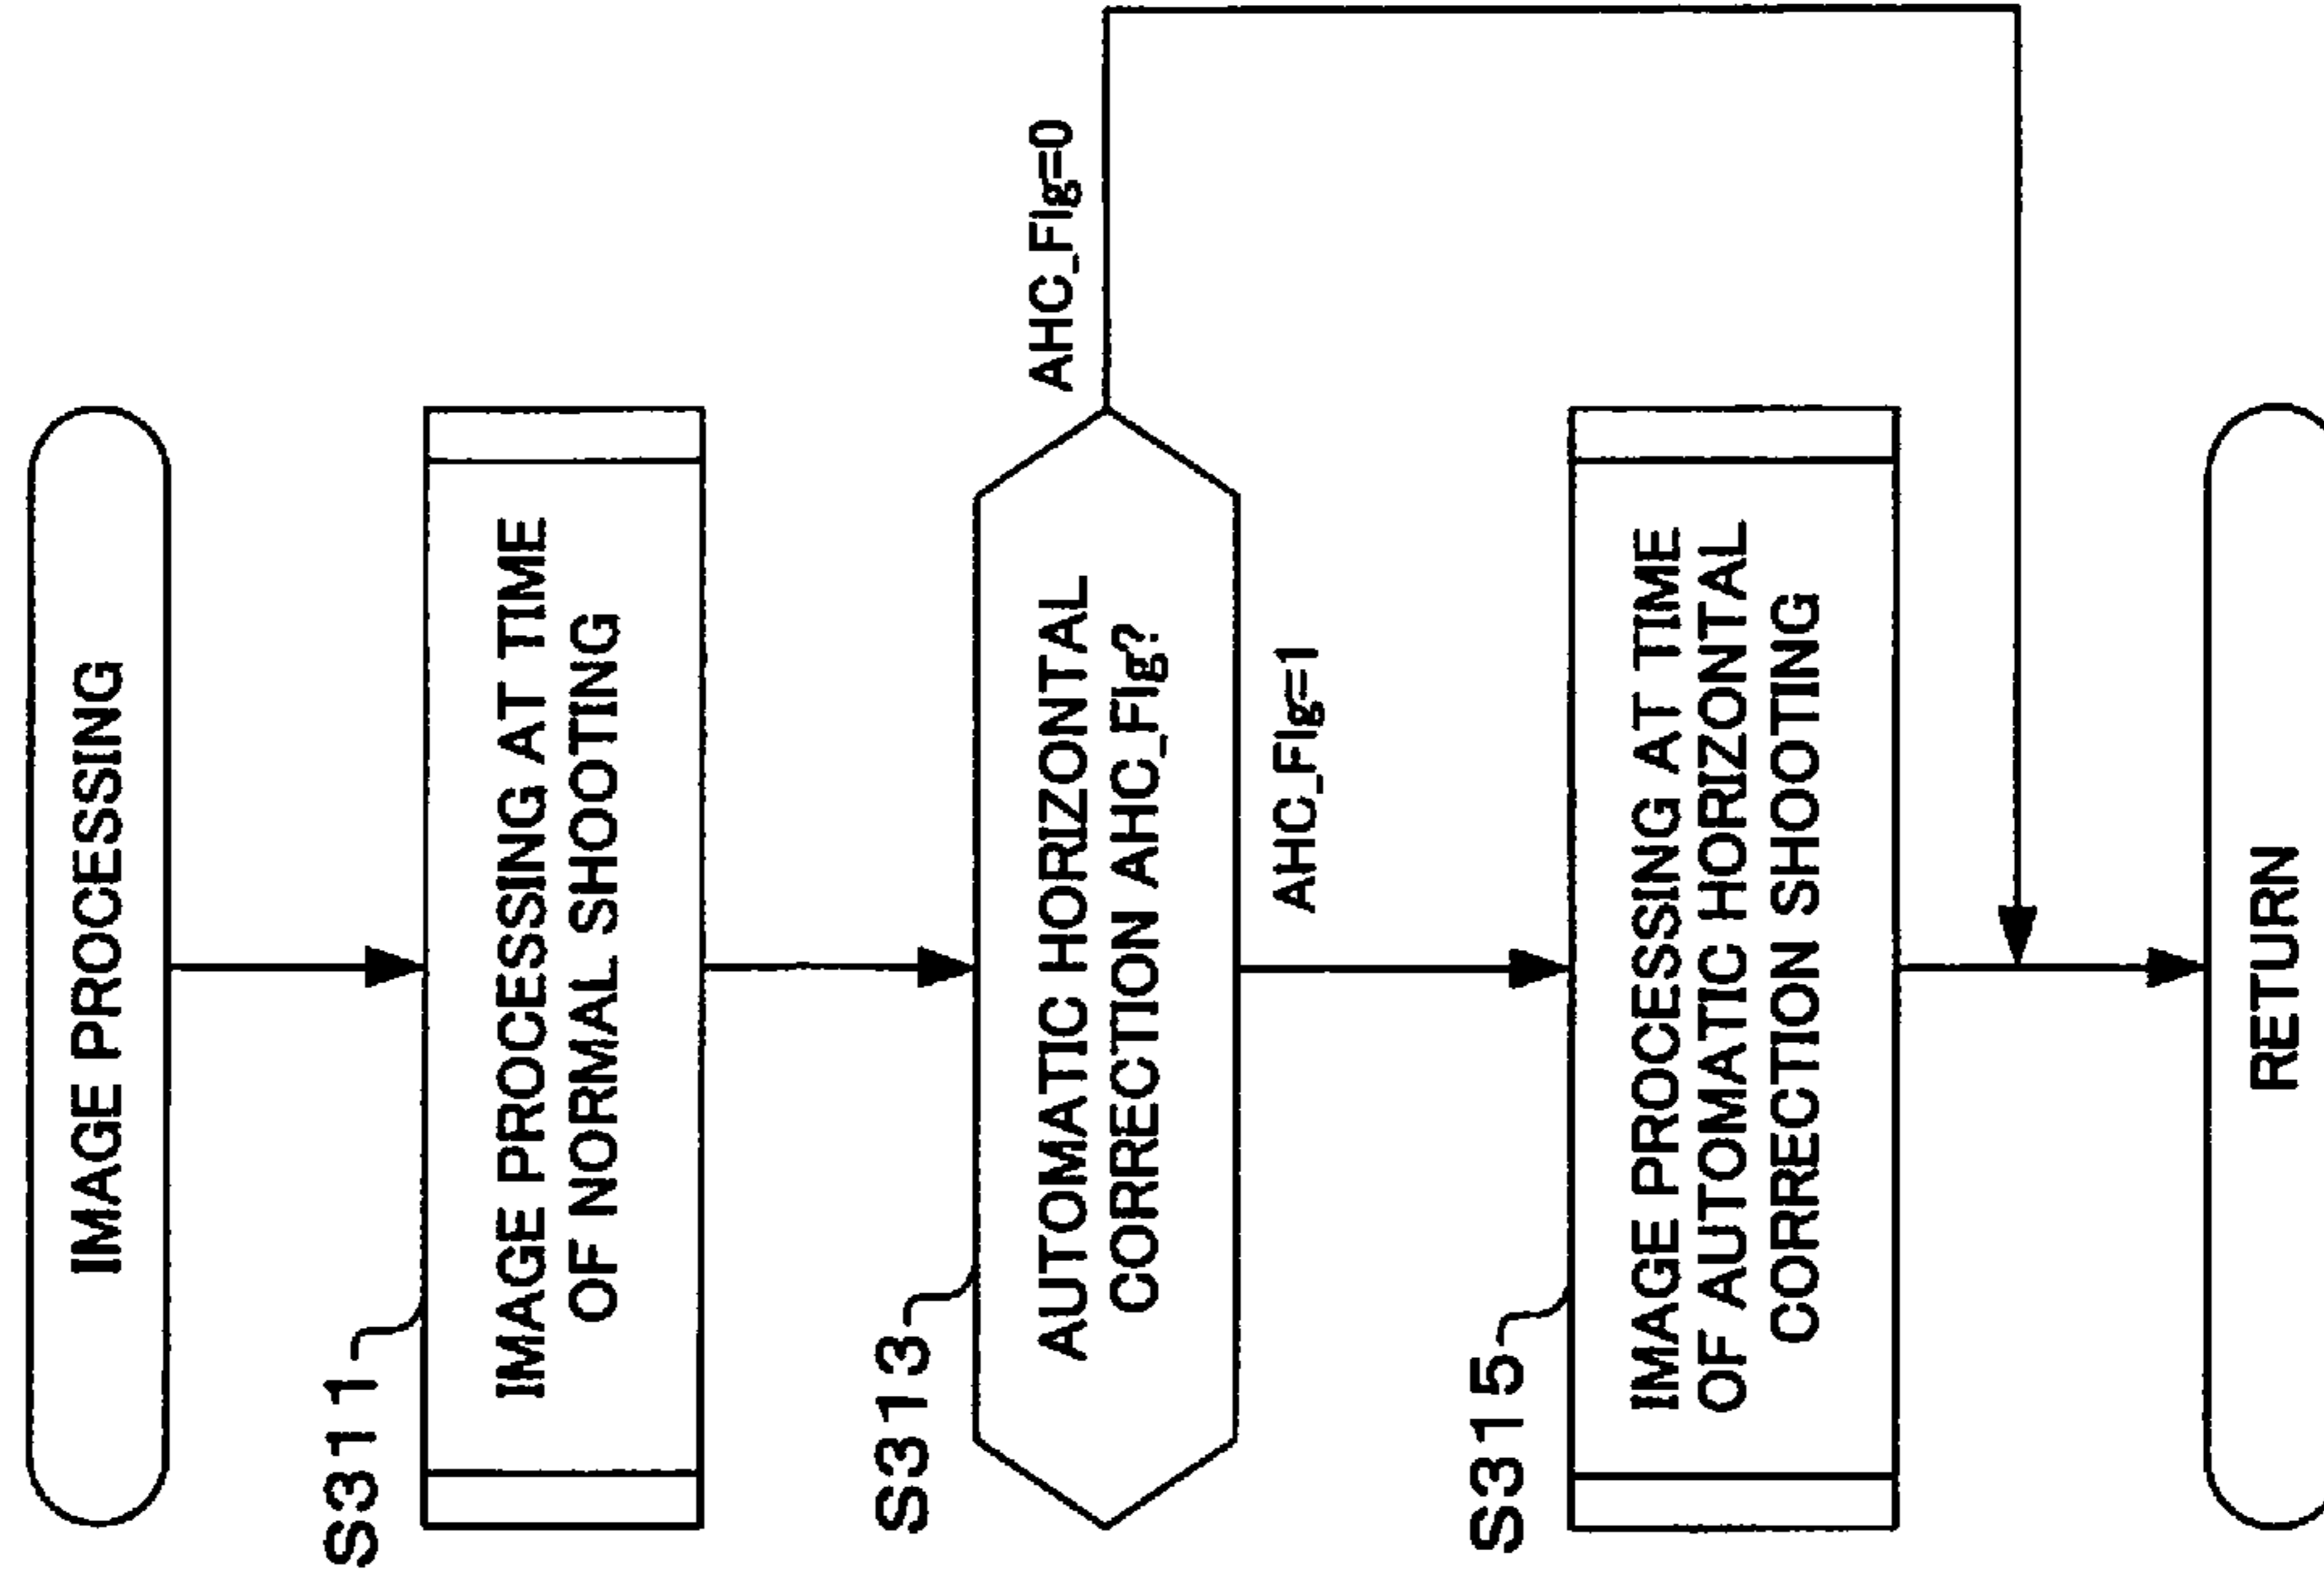 IMAGE PROCESSING
S311
IMAGE PROCESSING AT TIME
OF NORMAL SHOOTING
S313
AUTOMATIC HORIZONTAL
CORRECTION AHC_Flg?
AHC_Flg=0
AHC_Flg=1
S315
IMAGE PROCESSING AT TIME
OF AUTOMATIC HORIZONTAL
CORRECTION SHOOTING
RETURN